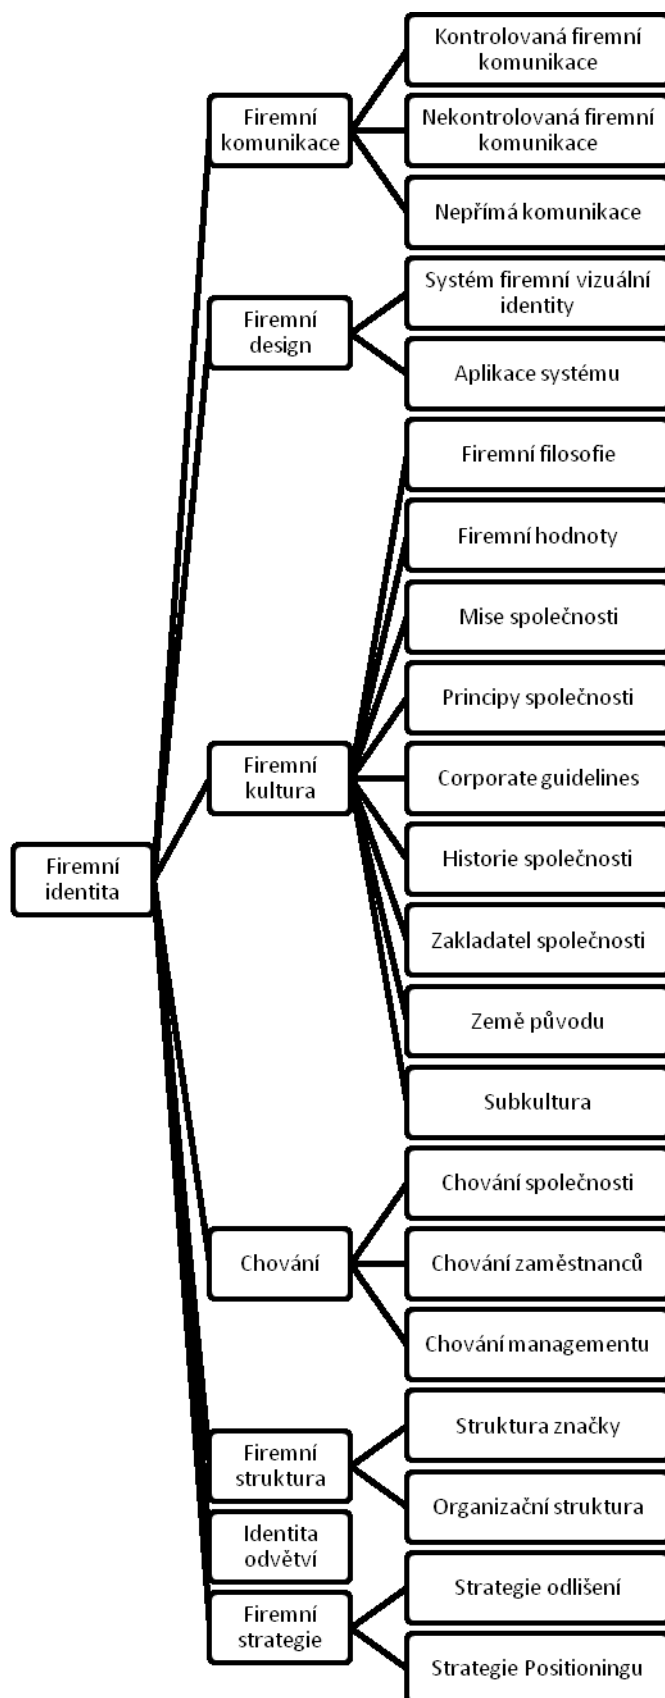 Firemní
identita
Firemní
komunikace
Kontrolovaná firemní
komunikace
Nekontrolovaná firemní
komunikace
Nepřímá komunikace
Firemní
design
Systém firemní vizuální
identity
Aplikace systému
Firemní
kultura
Firemní filosofie
Firemní hodnoty
Mise společnosti
Principy společnosti
Corporate guidelines
Historie společnosti
Zakladatel společnosti
Země původu
Subkultura
Chování
Chování společnosti
Chování zaměstnanců
Chování managementu
Firemní
struktura
Struktura značky
Organizační struktura
Identita
odvětví
Firemní
strategie
Strategie odlišení
Strategie Positioningu